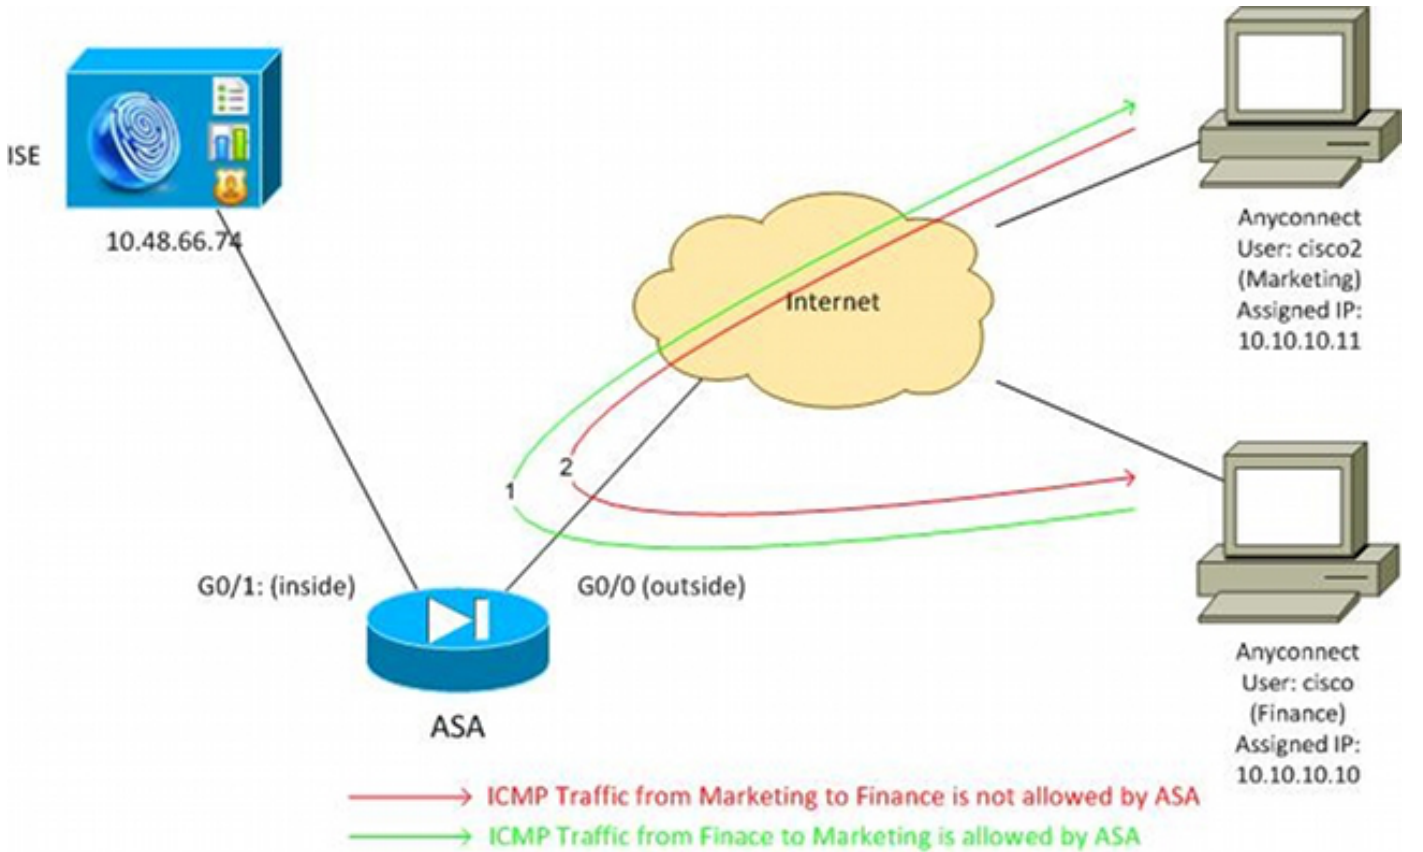 ISE
10.48.66.74
Internet
Anyconnect
User: cisco2
(Marketing)
Assigned IP:
10.10.10.11
1
2
G0/1: (inside)
G0/0 (outside)
ASA
Anyconnect
User: cisco
(Finance)
Assigned IP:
10.10.10.10
ICMP Traffic from Marketing to Finance is not allowed by ASA
ICMP Traffic from Finace to Marketing is allowed by ASA